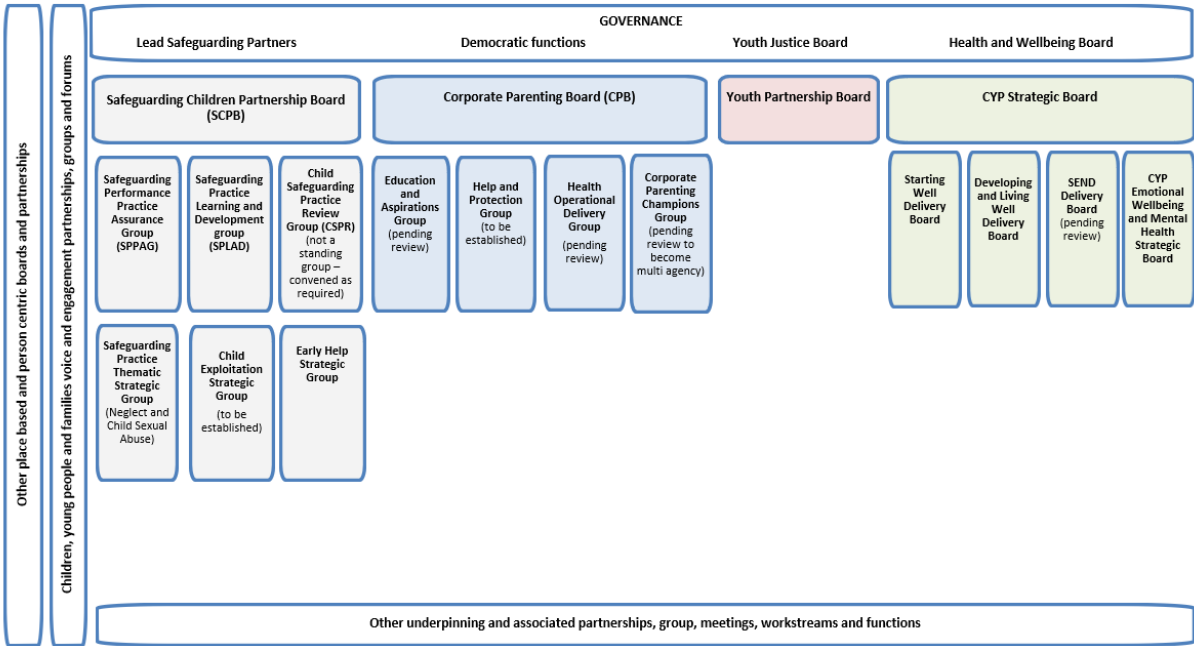 Other place based and person centric boards and partnerships
Children, young people and families voice and engagement partnerships, groups and forums
GOVERNANCE
Lead Safeguarding Partners
Democratic functions
Youth Justice Board
Health and Wellbeing Board
Safeguarding Children Partnership Board
(SCPB)
Corporate Parenting Board (CPB)
Youth Partnership Board
CYP Strategic Board
Safeguarding
Performance
Practice
Assurance
Group
(SPPAG)
Safeguarding
Practice
Learning and
Development
group
(SPLAD)
Child
Safeguarding
Practice
Review
Group (CSPR)
(not a
standing
group –
convened as
required)
Education
and
Aspirations
Group
(pending
review)
Help and
Protection
Group
(to be
established)
Health
Operational
Delivery
Group
(pending
review)
Corporate
Parenting
Champions
Group
(pending
review to
become
multi agency)
Starting
Well
Delivery
Board
Developing
and Living
Well
Delivery
Board
SEND
Delivery
Board
(pending
review)
CYP
Emotional
Wellbeing
and Mental
Health
Strategic
Board
Safeguarding
Practice
Thematic
Strategic
Group
(Neglect and
Child Sexual
Abuse)
Child
Exploitation
Strategic
Group
(to be
established)
Early Help
Strategic
Group
Other underpinning and associated partnerships, group, meetings, workstreams and functions